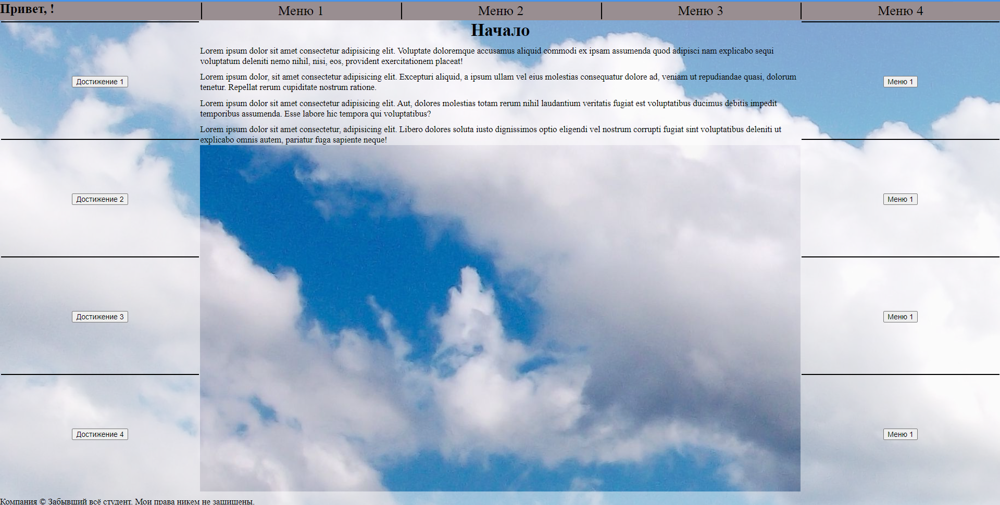 Привет, !
Меню 1
Меню 2
Меню 3
Меню 4
Начало
Lorem ipsum dolor sit amet consectetur adipisicing elit. Voluptate doloremque accusamus aliquid commodi ex ipsam assumenda quod adipisci nam explicabo sequi
voluptatum deleniti nemo nihil, nisi, eos, provident exercitationem placeat!
Lorem ipsum dolor, sit amet consectetur adipisicing elit. Excepturi aliquid, a ipsum ullam vel eius molestias consequatur dolore ad, veniam ut repudiandae quasi, dolorum
tenetur. Repellat rerum cupiditate nostrum ratione.
Lorem ipsum dolor sit amet consectetur adipisicing elit. Aut, dolores molestias totam rerum nihil laudantium veritatis fugiat est voluptatibus ducimus debitis impedit
temporibus assumenda. Esse labore hic tempora qui voluptatibus?
Lorem ipsum dolor sit amet consectetur, adipisicing elit. Libero dolores soluta iusto dignissimos optio eligendi vel nostrum corrupti fugiat sint voluptatibus deleniti ut
explicabo omnis autem, pariatur fuga sapiente neque!
Достижение 1
Достижение 2
Достижение 3
Достижение 4
Меню 1
Меню 1
Меню 1
Меню 1
Компания © Забывший всё студент. Мои права никем не защищены.